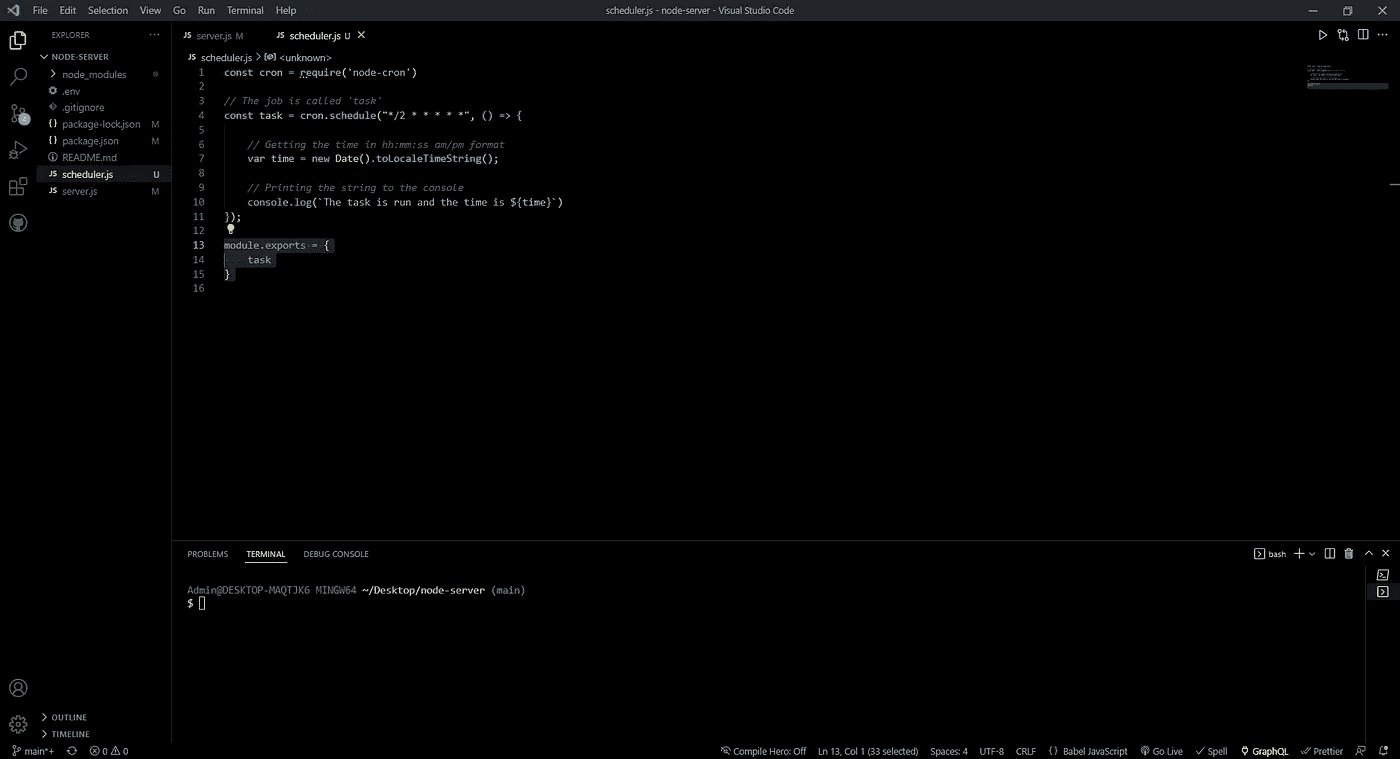 File Edit Selection View Go Run Terminal Help
scheduler.js - node-server - Visual Studio Code
EXPLORER
NODE-SERVER
node_modules
.env
.gitignore
package-lock.json M
package.json M
README.md
scheduler.js U
server.js M
OUTLINE
TIMELINE
server.js M
scheduler.js U
scheduler.js > <unknown>
1 const cron = require('node-cron')
2
3 // The job is called 'task'
4 const task = cron.schedule("*/2 * * * * *", () => {
5
6 // Getting the time in hh:mm:ss am/pm format
7 var time = new Date().toLocaleTimeString();
8
9 // Printing the string to the console
10 console.log(`The task is run and the time is ${time}`)
11 });
12
13 module.exports = {
14 task
15 }
16
PROBLEMS TERMINAL DEBUG CONSOLE
bash
Admin@DESKTOP-MAQTJK6 MINGW64 ~/Desktop/node-server (main)
$
main*+ 0 0 Compile Hero: Off Ln 13, Col 1 (33 selected) Spaces: 4 UTF-8 CRLF {} Babel JavaScript Go Live Spell GraphQL Prettier